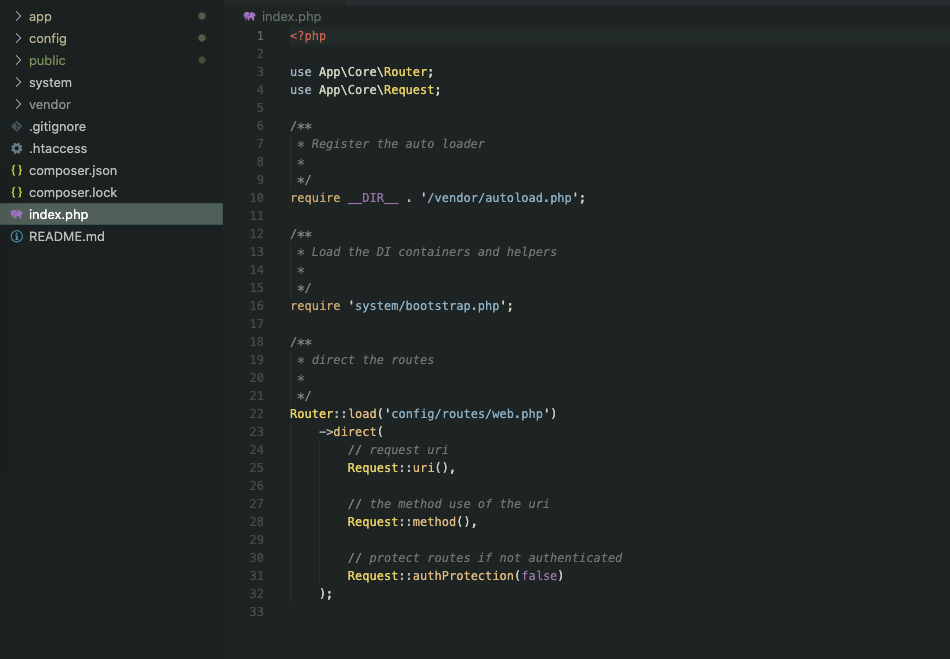 app
config
public
system
vendor
.gitignore
.htaccess
{} composer.json
{} composer.lock
index.php
README.md
index.php
1 <?php
2
3 use App\Core\Router;
4 use App\Core\Request;
5
6 /**
7  * Register the auto loader
8  *
9  */
10 require __DIR__ . '/vendor/autoload.php';
11
12 /**
13  * Load the DI containers and helpers
14  *
15  */
16 require 'system/bootstrap.php';
17
18 /**
19  * direct the routes
20  *
21  */
22 Router::load('config/routes/web.php')
23     ->direct(
24         // request uri
25         Request::uri(),
26
27         // the method use of the uri
28         Request::method(),
29
30         // protect routes if not authenticated
31         Request::authProtection(false)
32     );
33